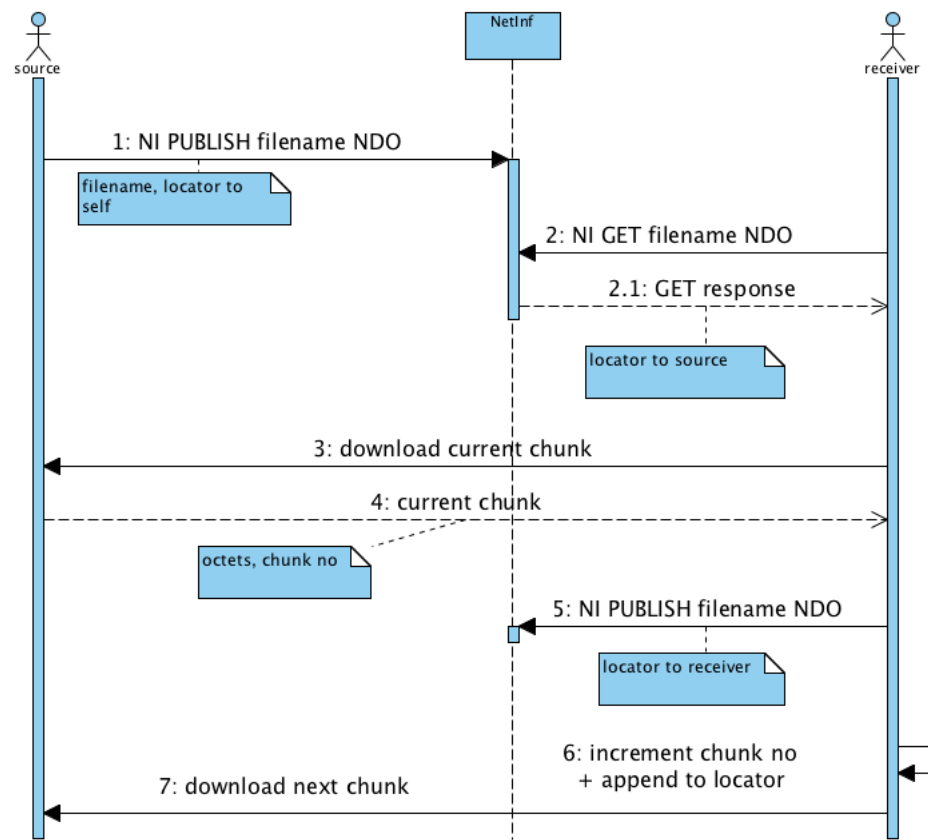 NetInf
source
receiver
1: NI PUBLISH filename NDO
filename, locator to
self
2: NI GET filename NDO
2.1: GET response
locator to source
3: download current chunk
4: current chunk
octets, chunk no
5: NI PUBLISH filename NDO
locator to receiver
6: increment chunk no
+ append to locator
7: download next chunk